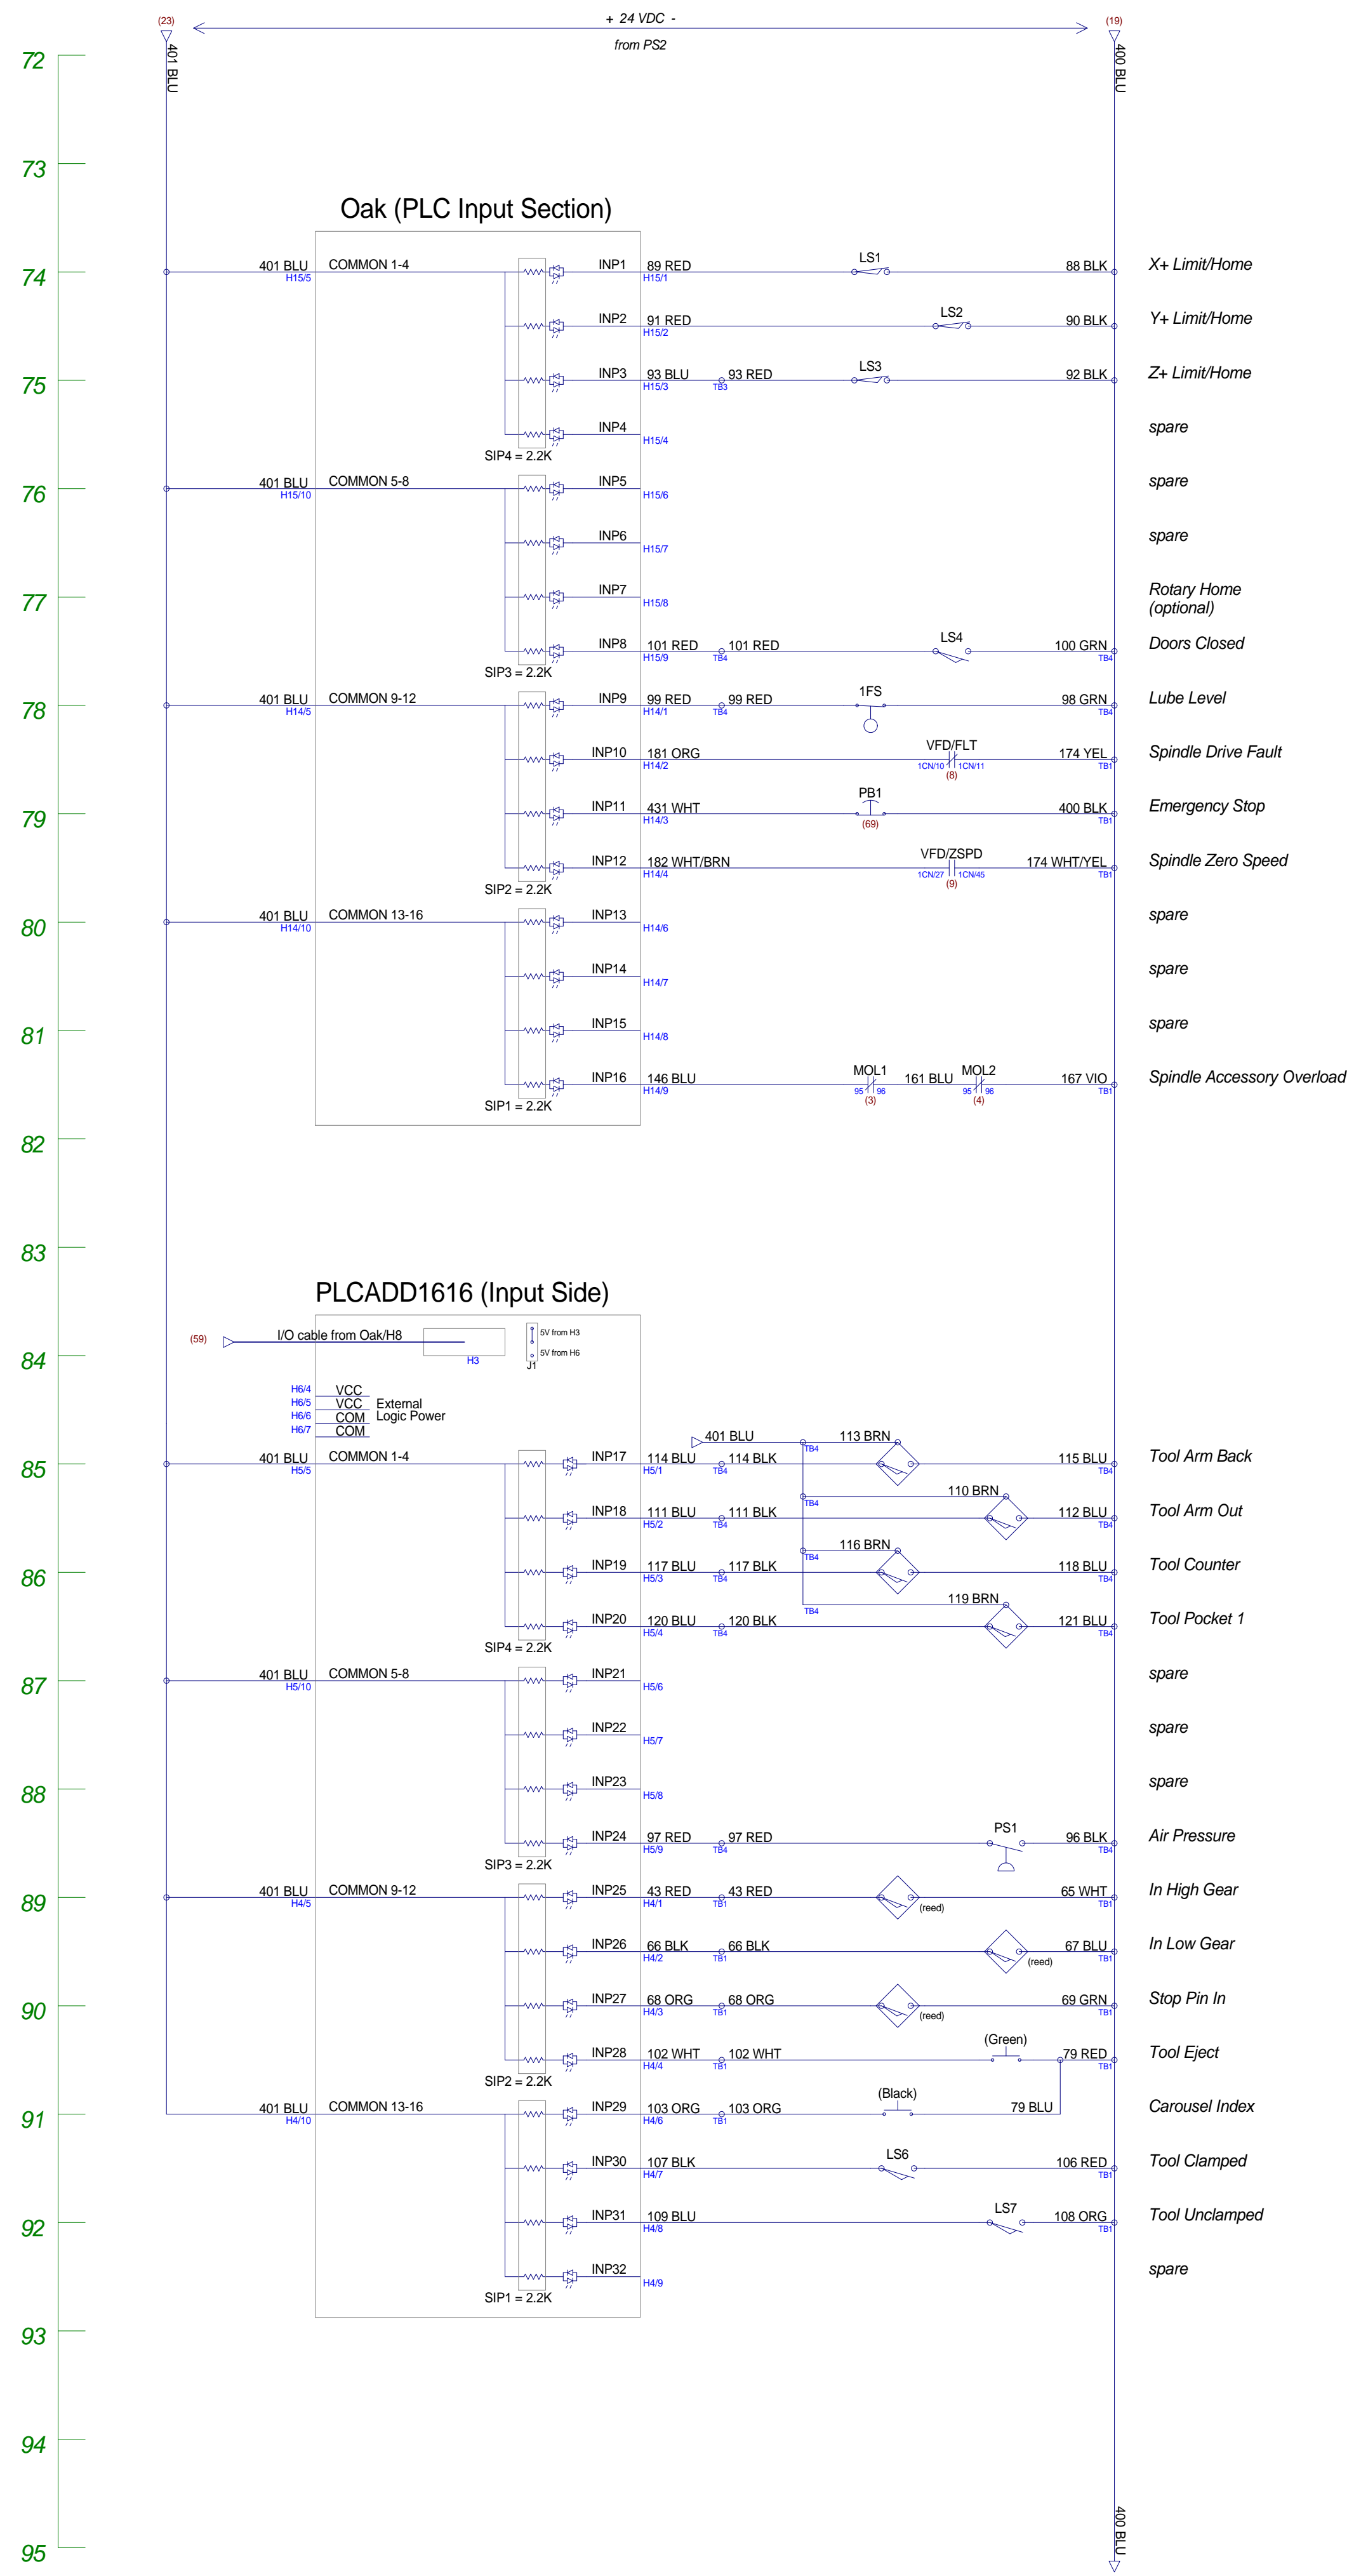 (23)
+ 24 VDC -
(19)
from PS2
401 BLU
400 BLU
72
73
Oak (PLC Input Section)
74
401 BLU COMMON 1-4 INP1 89 RED LS1 88 BLK X+ Limit/Home
H15/5 H15/1
INP2 91 RED LS2 90 BLK Y+ Limit/Home
H15/2
75 INP3 93 BLU 93 RED LS3 92 BLK Z+ Limit/Home
H15/3 TB3
INP4 spare
H15/4
SIP4 = 2.2K
76 401 BLU COMMON 5-8 INP5 spare
H15/10 H15/6
INP6 spare
H15/7
77 INP7 Rotary Home
H15/8 (optional)
INP8 101 RED 101 RED LS4 100 GRN Doors Closed
H15/9 TB4 TB4
SIP3 = 2.2K
78 401 BLU COMMON 9-12 INP9 99 RED 99 RED 1FS 98 GRN Lube Level
H14/5 H14/1 TB4 TB4
INP10 181 ORG VFD/FLT 174 YEL Spindle Drive Fault
H14/2 1CN/10 1CN/11 TB1
(8)
79 INP11 431 WHT PB1 400 BLK Emergency Stop
H14/3 (69) TB1
INP12 182 WHT/BRN VFD/ZSPD 174 WHT/YEL Spindle Zero Speed
H14/4 1CN/27 1CN/45 TB1
(9)
SIP2 = 2.2K
80 401 BLU COMMON 13-16 INP13 spare
H14/10 H14/6
INP14 spare
H14/7
81 INP15 spare
H14/8
INP16 146 BLU MOL1 161 BLU MOL2 167 VIO Spindle Accessory Overload
H14/9 95 96 95 96 TB1
(3) (4)
SIP1 = 2.2K
82
83
PLCADD1616 (Input Side)
(59) I/O cable from Oak/H8 5V from H3
84 H3 5V from H6
J1
H6/4 VCC
H6/5 VCC External
H6/6 COM Logic Power
H6/7 COM
401 BLU 113 BRN
TB4
85 401 BLU COMMON 1-4 INP17 114 BLU 114 BLK 115 BLU Tool Arm Back
H5/5 H5/1 TB4 TB4
110 BRN
TB4
INP18 111 BLU 111 BLK 112 BLU Tool Arm Out
H5/2 TB4 TB4
116 BRN
TB4
86 INP19 117 BLU 117 BLK 118 BLU Tool Counter
H5/3 TB4 TB4
119 BRN
TB4
INP20 120 BLU 120 BLK 121 BLU Tool Pocket 1
H5/4 TB4 TB4
SIP4 = 2.2K
87 401 BLU COMMON 5-8 INP21 spare
H5/10 H5/6
INP22 spare
H5/7
88 INP23 spare
H5/8
INP24 97 RED 97 RED PS1 96 BLK Air Pressure
H5/9 TB4 TB4
SIP3 = 2.2K
89 401 BLU COMMON 9-12 INP25 43 RED 43 RED 65 WHT In High Gear
H4/5 H4/1 TB1 (reed) TB1
INP26 66 BLK 66 BLK 67 BLU In Low Gear
H4/2 TB1 (reed) TB1
90 INP27 68 ORG 68 ORG 69 GRN Stop Pin In
H4/3 TB1 (reed) TB1
INP28 102 WHT 102 WHT (Green) 79 RED Tool Eject
H4/4 TB1 TB1
SIP2 = 2.2K
91 401 BLU COMMON 13-16 INP29 103 ORG 103 ORG (Black) 79 BLU Carousel Index
H4/10 H4/6 TB1
INP30 107 BLK LS6 106 RED Tool Clamped
H4/7 TB1
92 INP31 109 BLU LS7 108 ORG Tool Unclamped
H4/8 TB1
INP32 spare
H4/9
SIP1 = 2.2K
93
94
400 BLU
95